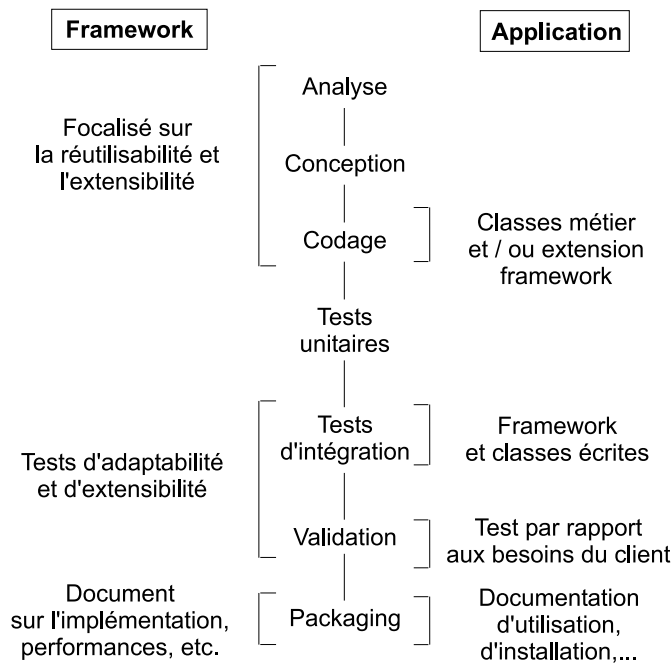 Framework
Application
Analyse
Focalisé sur
la réutilisabilité et
l'extensibilité
Conception
Codage
Classes métier
et / ou extension
framework
Tests
unitaires
Tests
d'intégration
Framework
et classes écrites
Tests d'adaptabilité
et d'extensibilité
Validation
Test par rapport
aux besoins du client
Document
sur l'implémentation,
performances, etc.
Packaging
Documentation
d'utilisation,
d'installation,...